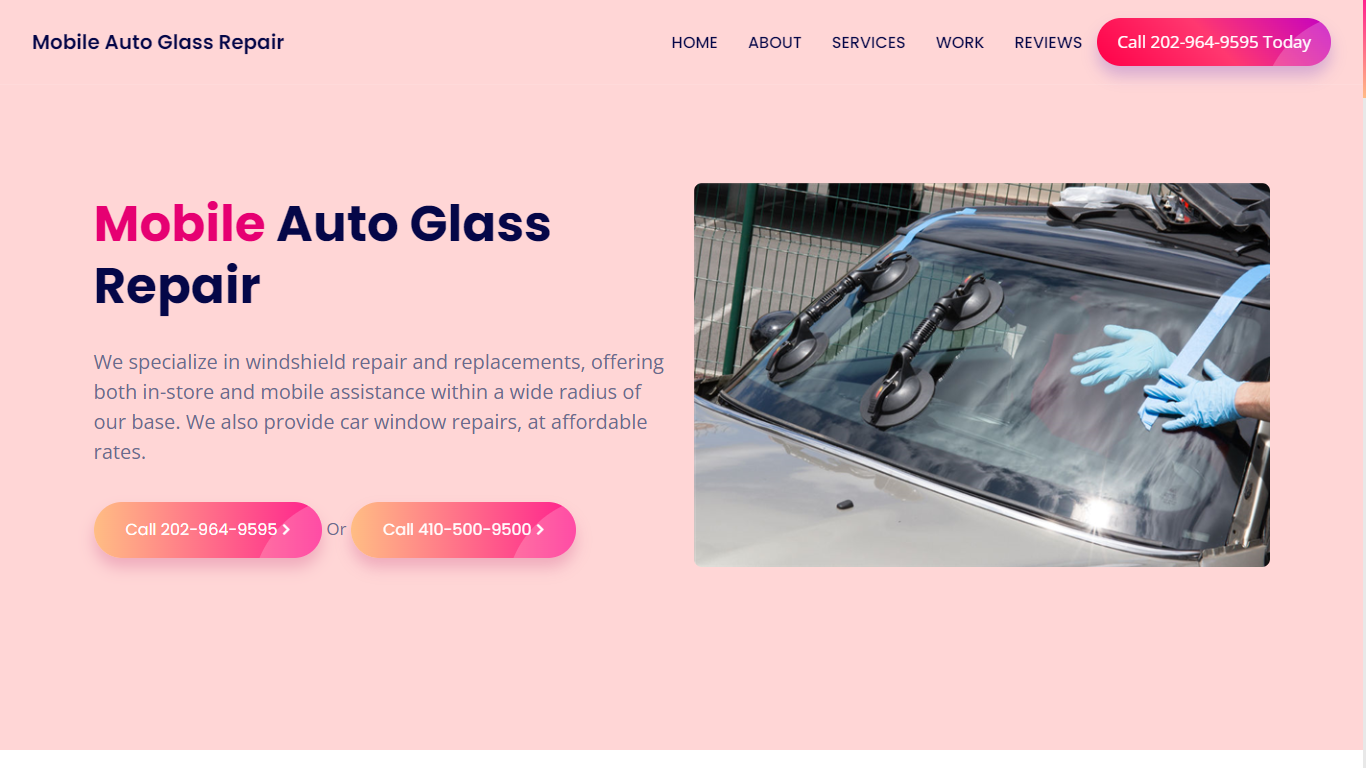 Mobile Auto Glass Repair
HOME ABOUT SERVICES WORK REVIEWS Call 202-964-9595 Today
Mobile Auto Glass
Repair
We specialize in windshield repair and replacements, offering
both in-store and mobile assistance within a wide radius of
our base. We also provide car window repairs, at affordable
rates.
Call 202-964-9595 Or Call 410-500-9500